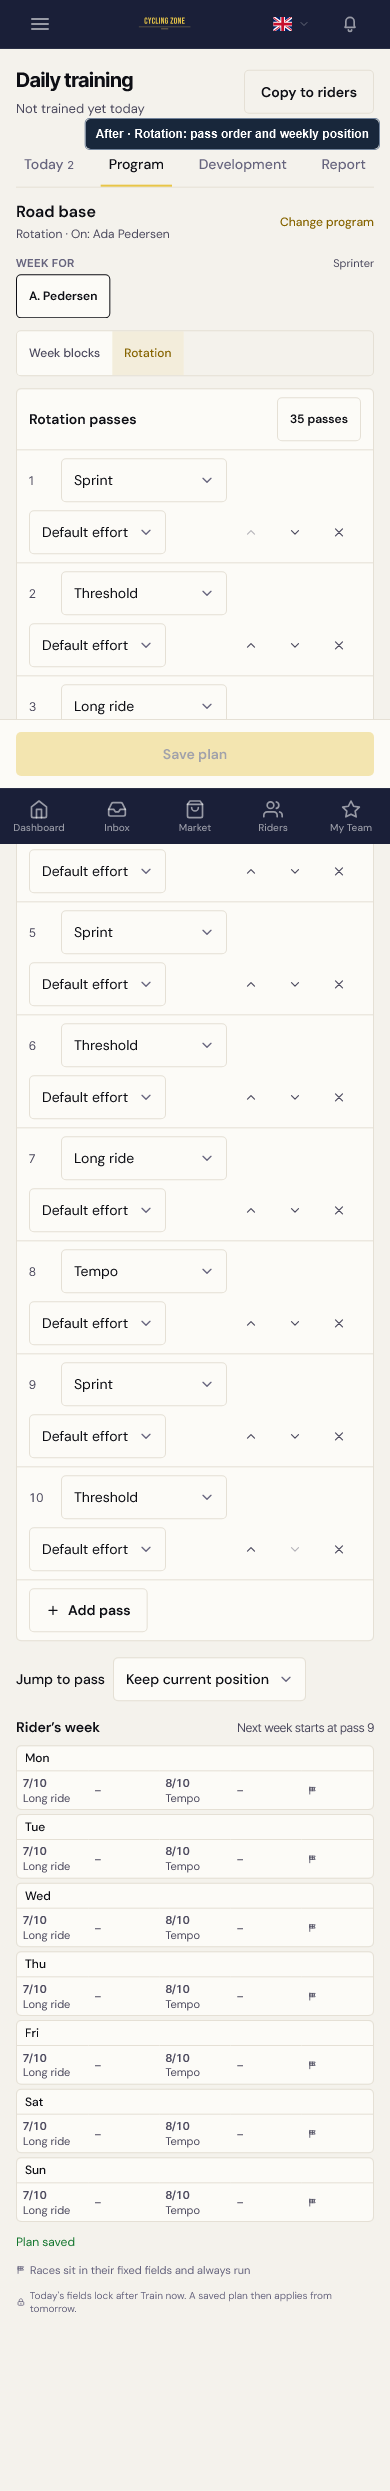 CYCLING ZONE
Daily training
Not trained yet today
Copy to riders
After · Rotation: pass order and weekly position
Today 2
Program
Development
Report
Road base
Rotation · On: Ada Pedersen
Change program
WEEK FOR
Sprinter
A. Pedersen
Week blocks
Rotation
Rotation passes
35 passes
1
Sprint
Default effort
2
Threshold
Default effort
3
Long ride
Save plan
Dashboard
Inbox
Market
Riders
My Team
Default effort
5
Sprint
Default effort
6
Threshold
Default effort
7
Long ride
Default effort
8
Tempo
Default effort
9
Sprint
Default effort
10
Threshold
Default effort
+ Add pass
Jump to pass
Keep current position
Rider's week
Next week starts at pass 9
Mon
7/10 – 8/10 –
Long ride Tempo
Tue
7/10 – 8/10 –
Long ride Tempo
Wed
7/10 – 8/10 –
Long ride Tempo
Thu
7/10 – 8/10 –
Long ride Tempo
Fri
7/10 – 8/10 –
Long ride Tempo
Sat
7/10 – 8/10 –
Long ride Tempo
Sun
7/10 – 8/10 –
Long ride Tempo
Plan saved
Races sit in their fixed fields and always run
Today's fields lock after Train now. A saved plan then applies from
tomorrow.